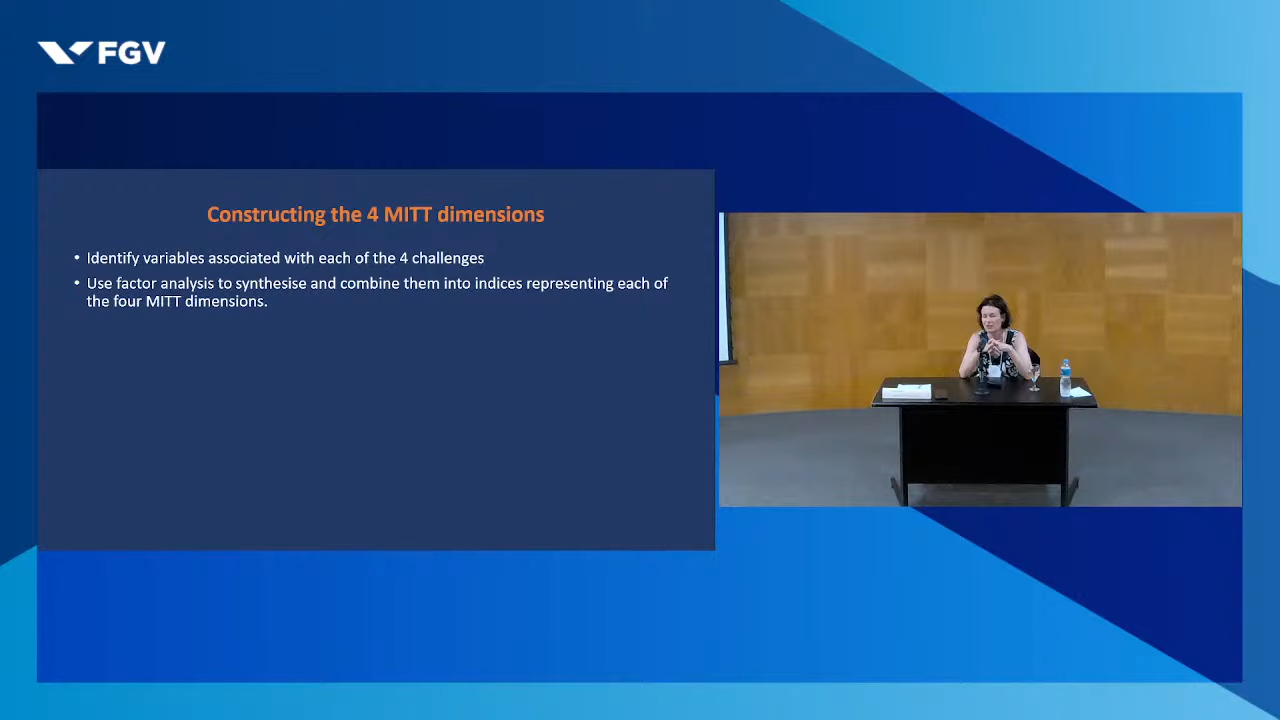 FGV
Constructing the 4 MITT dimensions
• Identify variables associated with each of the 4 challenges
• Use factor analysis to synthesise and combine them into indices representing each of
the four MITT dimensions.